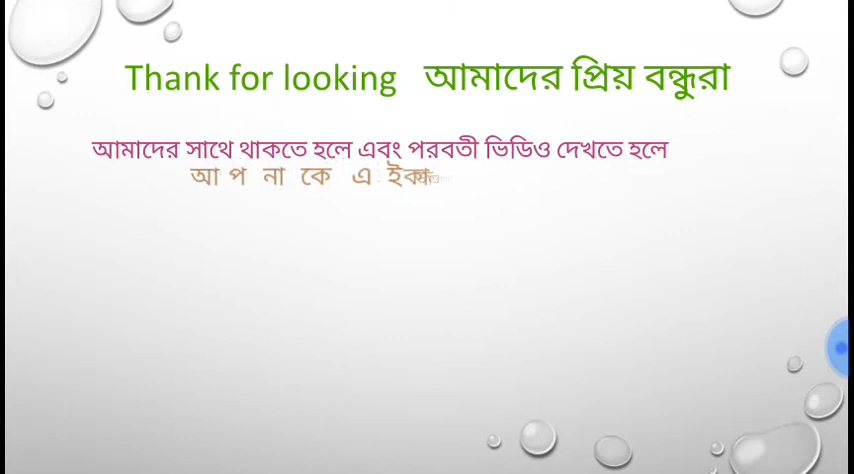 Thank for looking আমাদের প্রিয় বন্ধুরা
আমাদের সাথে থাকতে হলে এবং পরবতী ভিডিও দেখতে হলে
আ প না কে এ ই